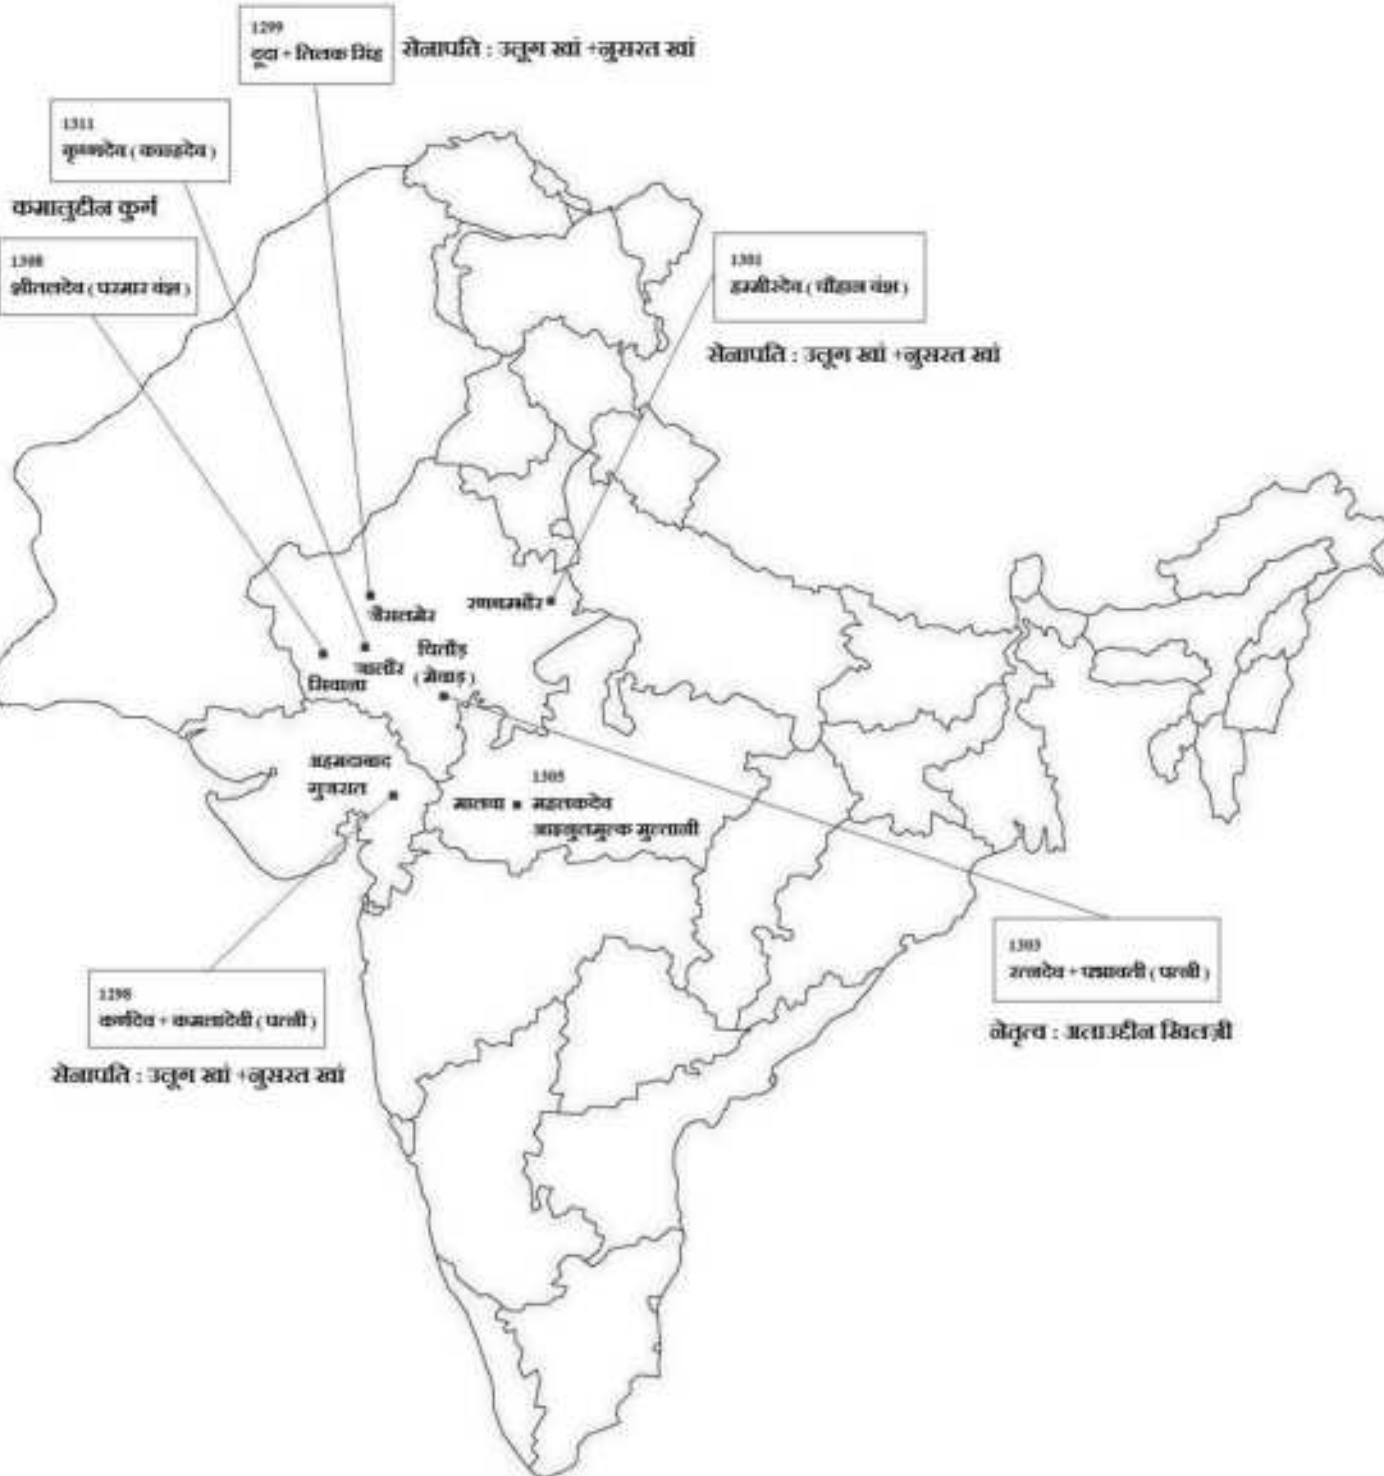 1299
दूदा + तिलक सिंह
सेनापति : उलूग खां +नुसरत खां
1311
कृष्णदेव ( कान्हदेव )
कमालुद्दीन कुर्ग
1308
शीतलदेव ( परमार वंश )
1301
हम्मीरदेव ( चौहान वंश )
सेनापति : उलूग खां +नुसरत खां
जैसलमेर
रणथम्भौर
जालौर
सिवाना
चित्तौड़
( मेवाड़ )
अहमदाबाद
गुजरात
मालवा
1305
महलकदेव
आइनुलमुल्क मुल्तानी
1303
रत्नदेव + पद्मावती ( पत्नी )
नेतृत्व : अलाउद्दीन खिलज़ी
1298
कर्णदेव + कमलादेवी ( पत्नी )
सेनापति : उलूग खां +नुसरत खां